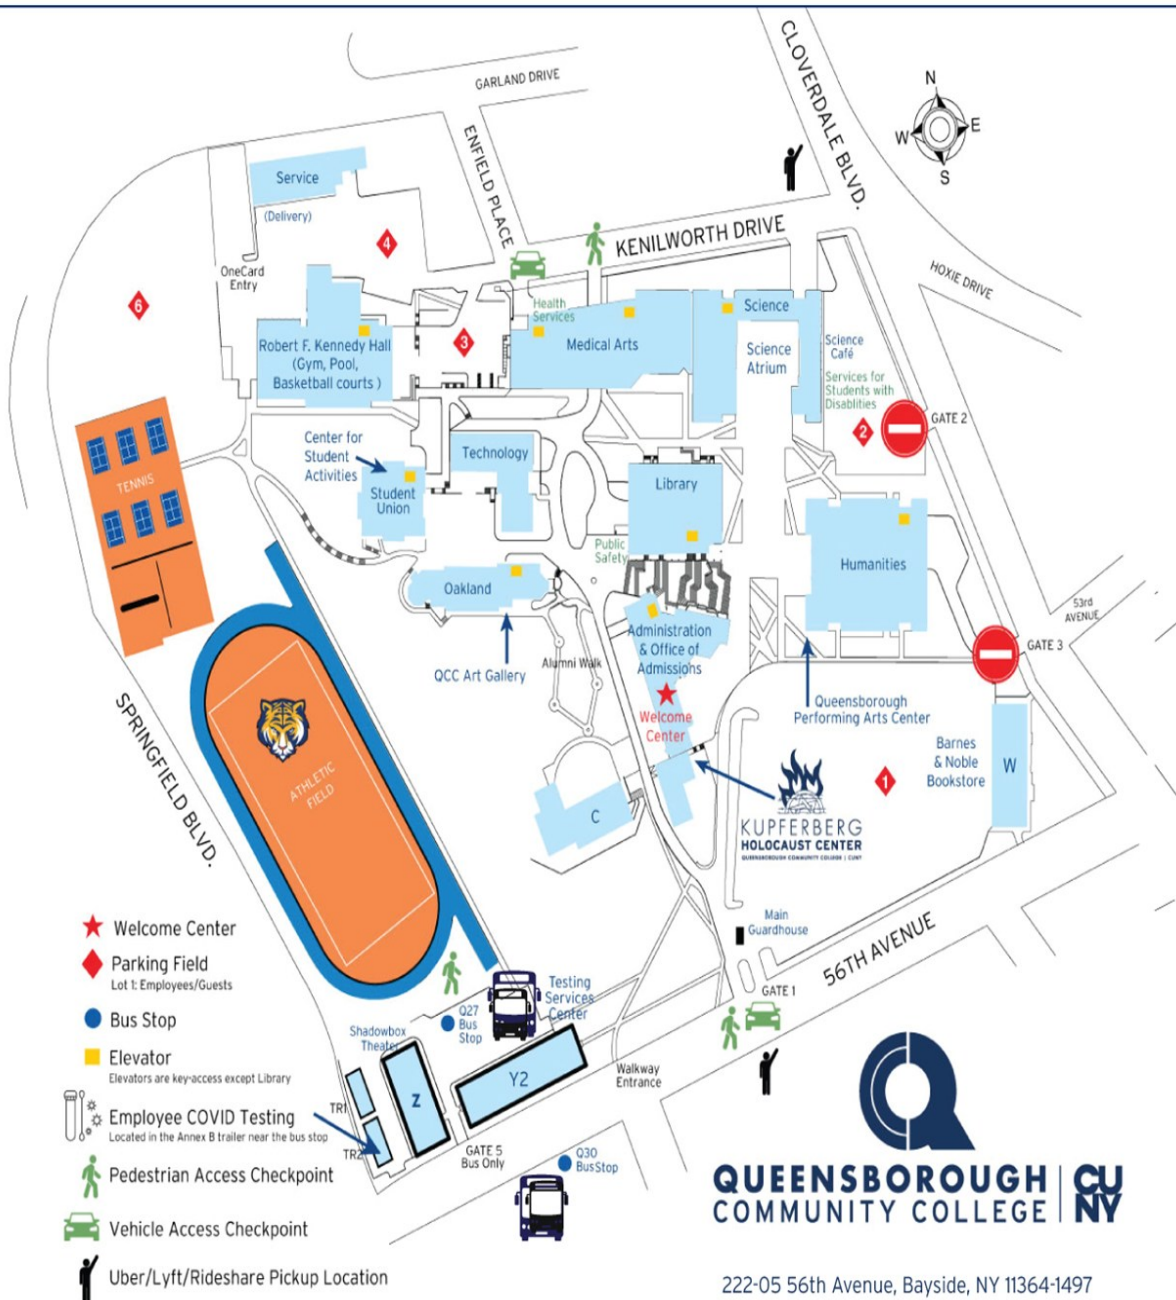 GARLAND DRIVE
CLOVERDALE BLVD.
N
W
E
S
ENFIELD PLACE
Service
(Delivery)
KENILWORTH DRIVE
HOXIE DRIVE
4
OneCard
Entry
6
Health
Services
3
Robert F. Kennedy Hall
(Gym, Pool,
Basketball courts )
Medical Arts
Science
Science
Atrium
Science
Café
Services for
Students with
Disablities
2
GATE 2
TENNIS
Center for
Student
Activities
Student
Union
Technology
Library
Public
Safety
Humanities
Oakland
QCC Art Gallery
Alumni Walk
Administration
& Office of
Admissions
Welcome
Center
53rd
AVENUE
GATE 3
Queensborough
Performing Arts Center
Barnes
& Noble
Bookstore
W
1
KUPFERBERG
HOLOCAUST CENTER
QUEENSBOROUGH COMMUNITY COLLEGE | CUNY
C
SPRINGFIELD BLVD.
ATHLETIC
FIELD
Main
Guardhouse
56TH AVENUE
GATE 1
Testing
Services
Center
Q27
Bus
Stop
Shadowbox
Theater
Z
Y2
Walkway
Entrance
TR1
TR2
GATE 5
Bus Only
Q30
Bus Stop
Welcome Center
Parking Field
Lot 1: Employees/Guests
Bus Stop
Elevator
Elevators are key-access except Library
Employee COVID Testing
Located in the Annex B trailer near the bus stop
Pedestrian Access Checkpoint
Vehicle Access Checkpoint
Uber/Lyft/Rideshare Pickup Location
QUEENSBOROUGH
COMMUNITY COLLEGE
CU
NY
222-05 56th Avenue, Bayside, NY 11364-1497